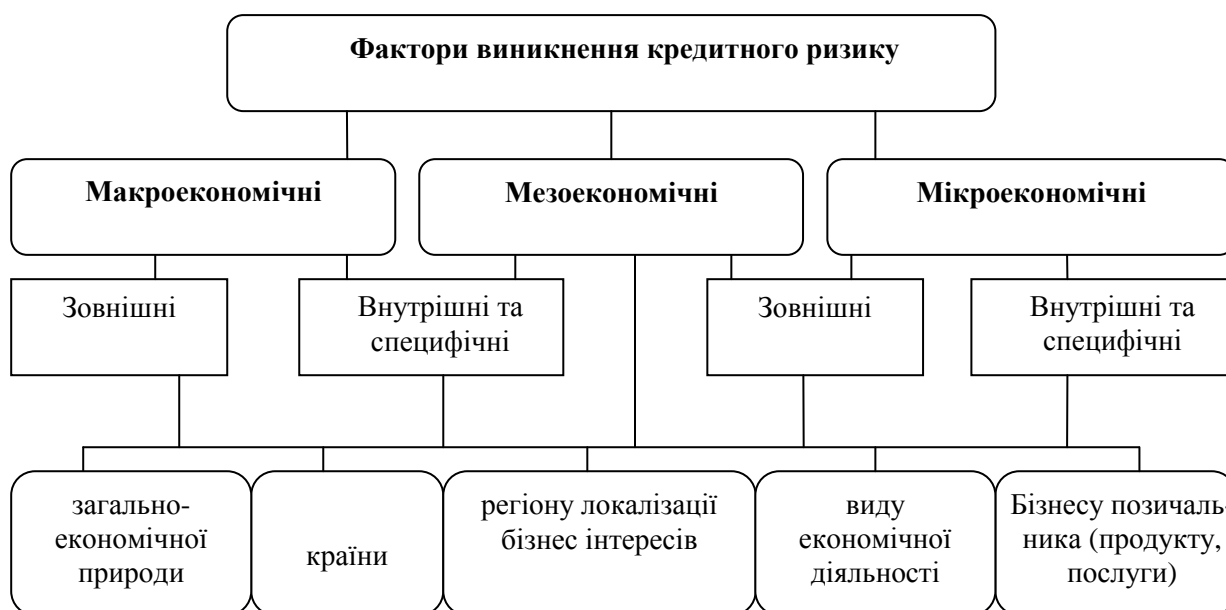 Фактори виникнення кредитного ризику
Макроекономічні
Мезоекономічні
Мікроекономічні
Зовнішні
Внутрішні та
специфічні
Зовнішні
Внутрішні та
специфічні
загально-
економічної
природи
країни
регіону локалізації
бізнес інтересів
виду
економічної
діяльності
Бізнесу позичаль-
ника (продукту,
послуги)